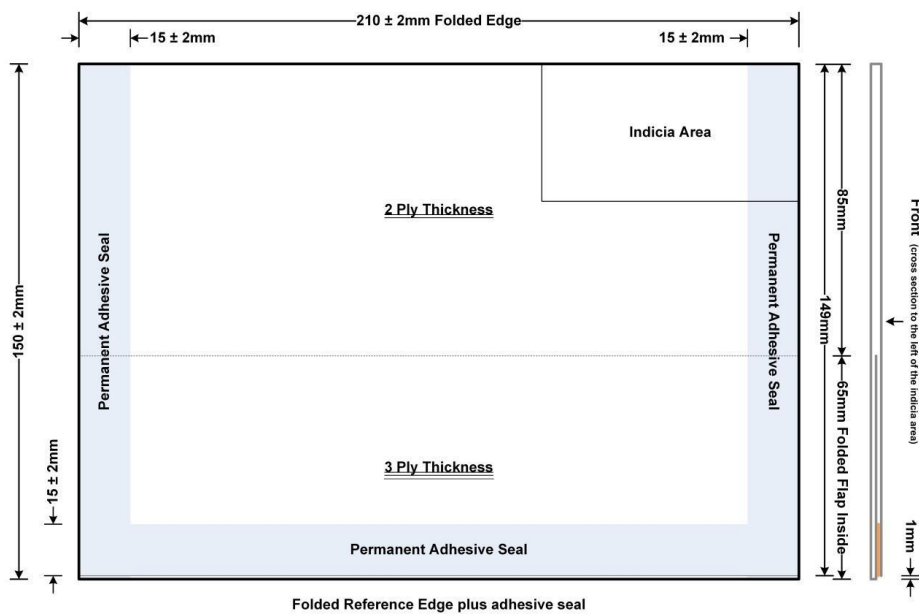 210 ± 2mm Folded Edge
15 ± 2mm
15 ± 2mm
Indicia Area
2 Ply Thickness
Permanent Adhesive Seal
Permanent Adhesive Seal
150 ± 2mm
149mm
85mm
Front (cross section to the left of the indicia area)
65mm Folded Flap Inside
3 Ply Thickness
15 ± 2mm
Permanent Adhesive Seal
1mm
Folded Reference Edge plus adhesive seal